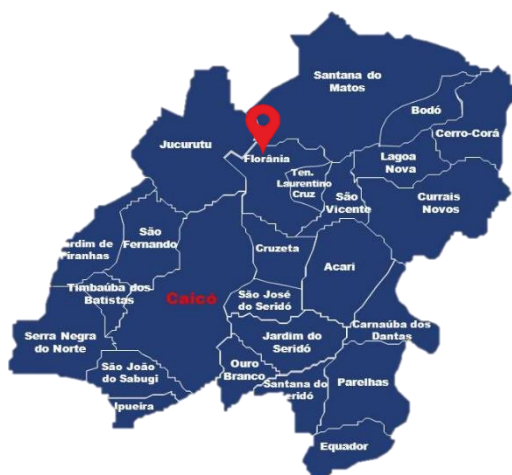 Santana do
Matos
Bodó
Cerro-Corá
Jucurutu
Florânia
Lagoa
Nova
Ten.
Laurentino
Cruz
São
Vicente
Currais
Novos
São
Fernando
Jardim de
Piranhas
Cruzeta
Acari
Timbaúba dos
Batistas
Caicó
São José
do Seridó
Serra Negra
do Norte
Jardim do
Seridó
Carnaúba dos
Dantas
São João
do Sabugi
Ouro
Branco
Santana do
Seridó
Parelhas
Ipueira
Equador